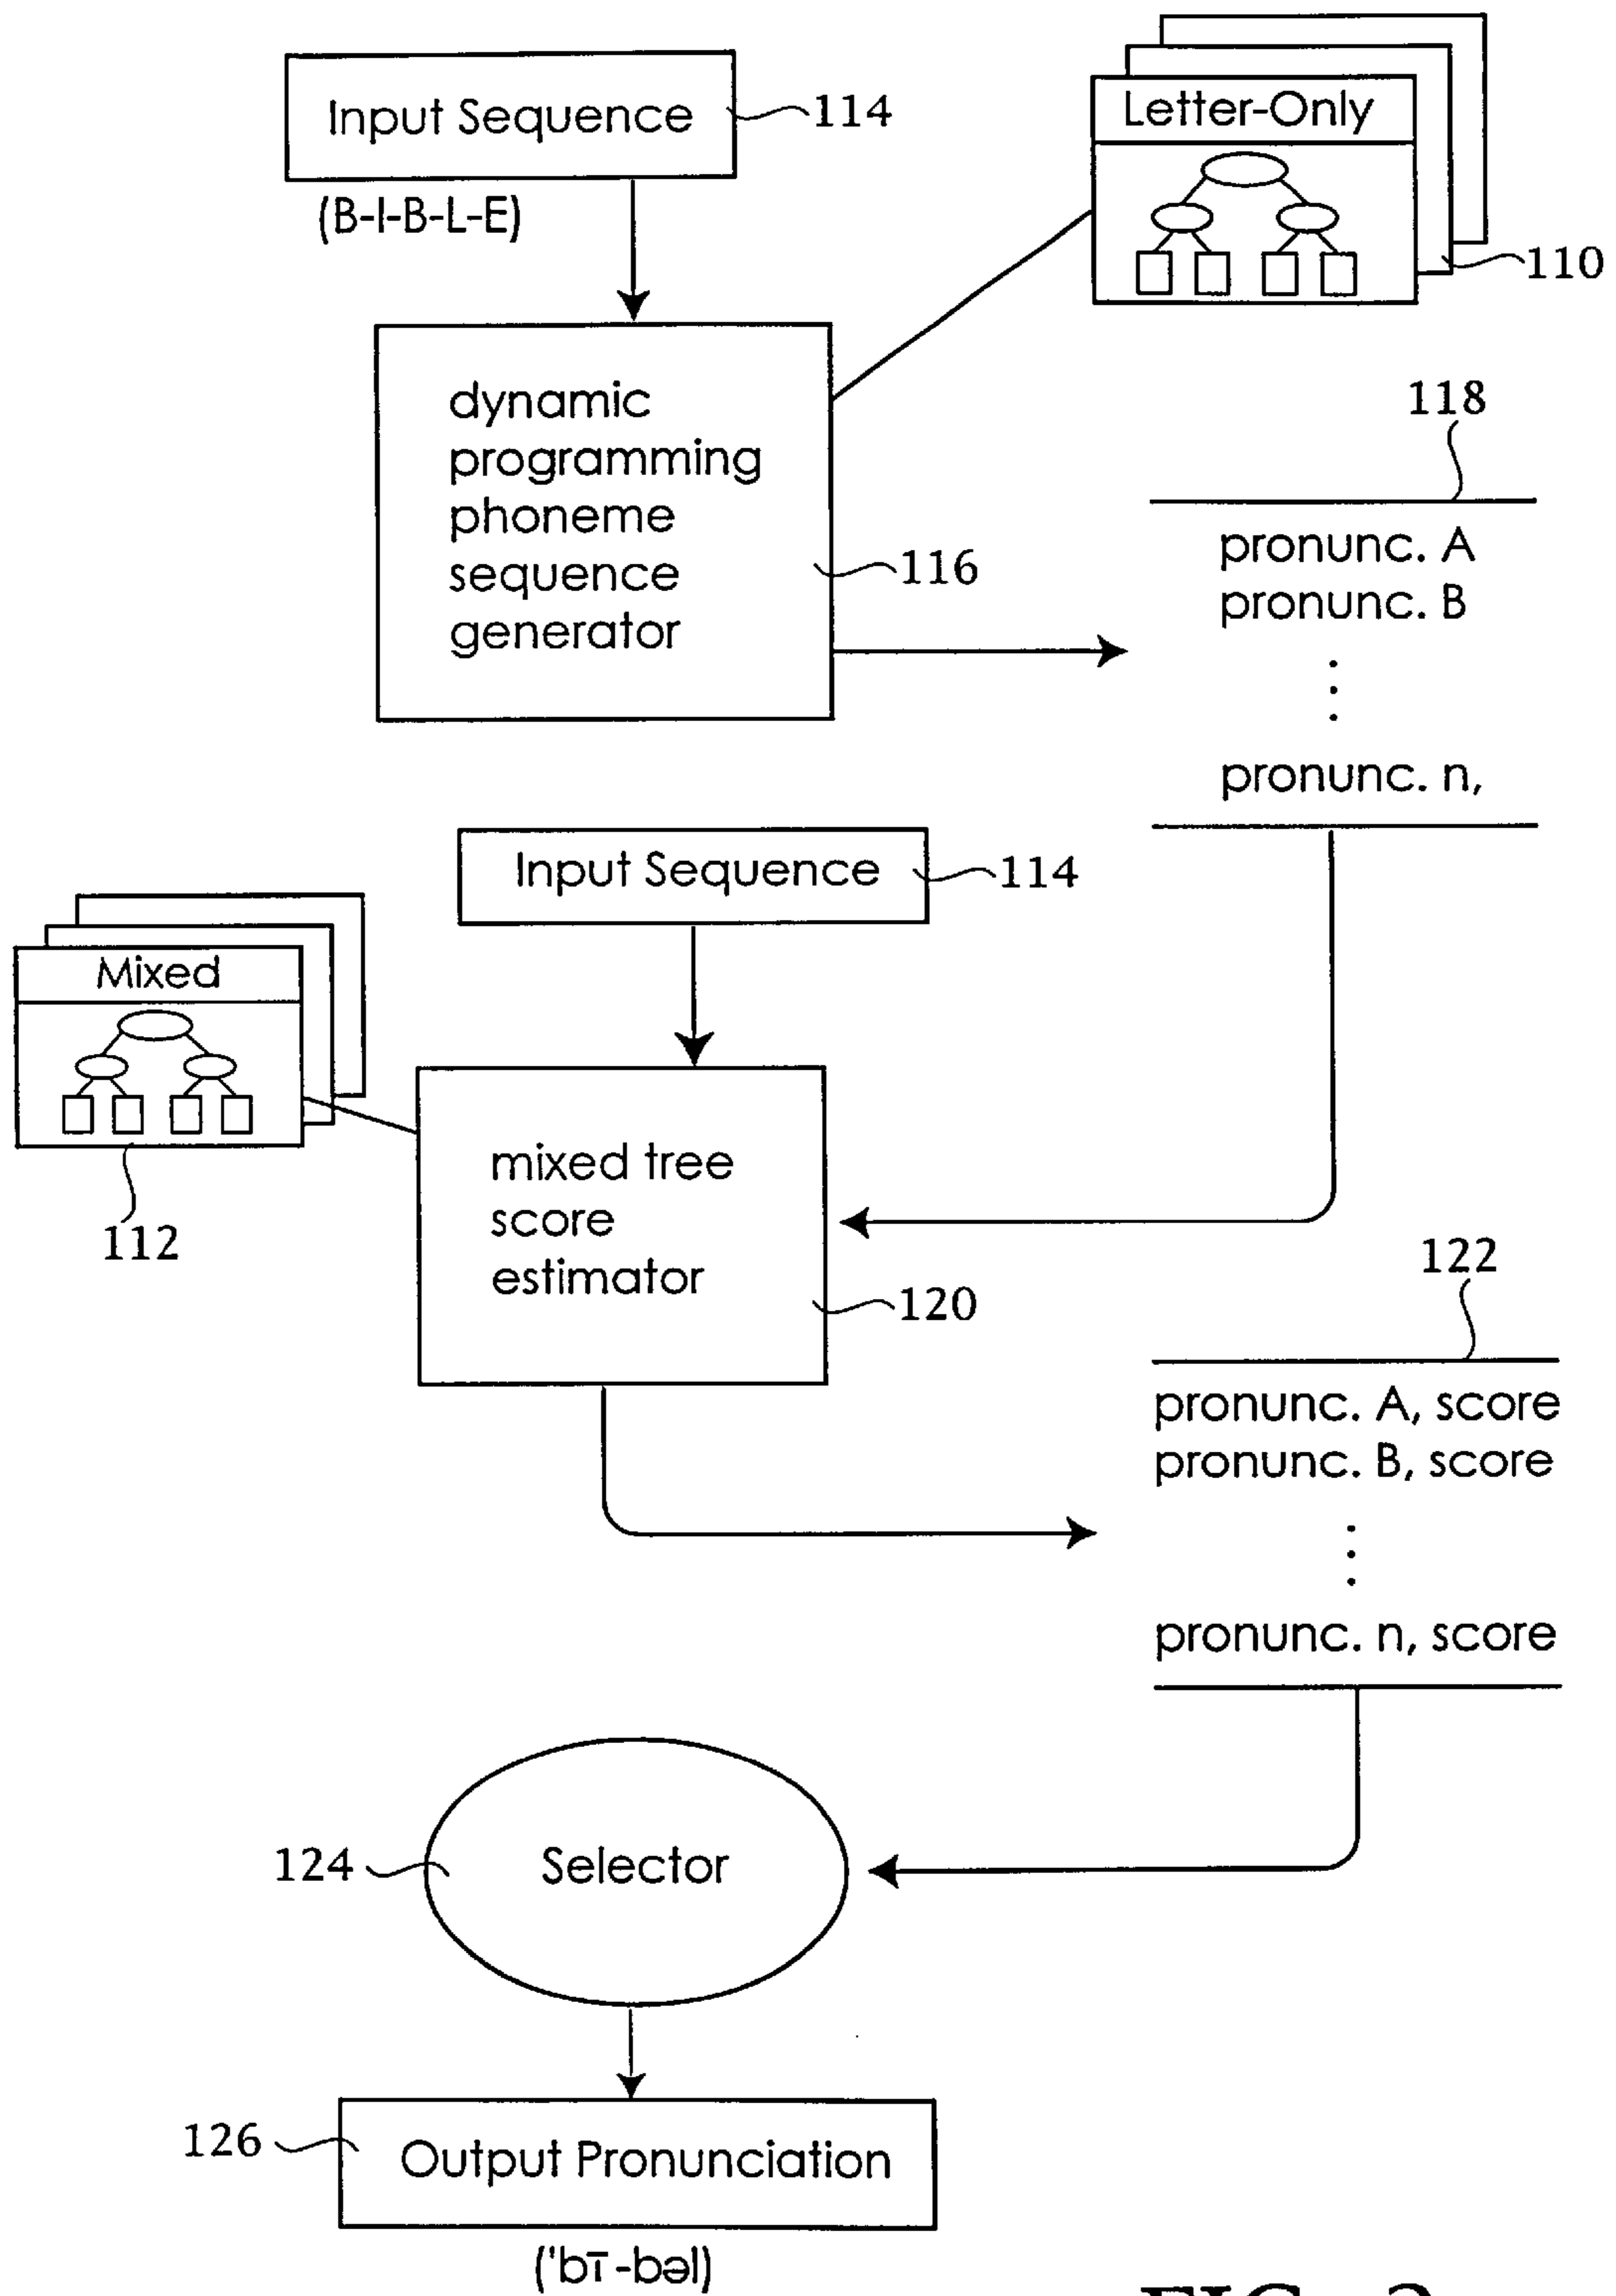 Input Sequence
114
(B-I-B-L-E)
Letter-Only
110
dynamic
programming
phoneme
sequence
generator
116
118
pronunc. A
pronunc. B
pronunc. n,
Input Sequence
114
Mixed
112
mixed tree
score
estimator
120
122
pronunc. A, score
pronunc. B, score
pronunc. n, score
124
Selector
126
Output Pronunciation
('bī-bəl)